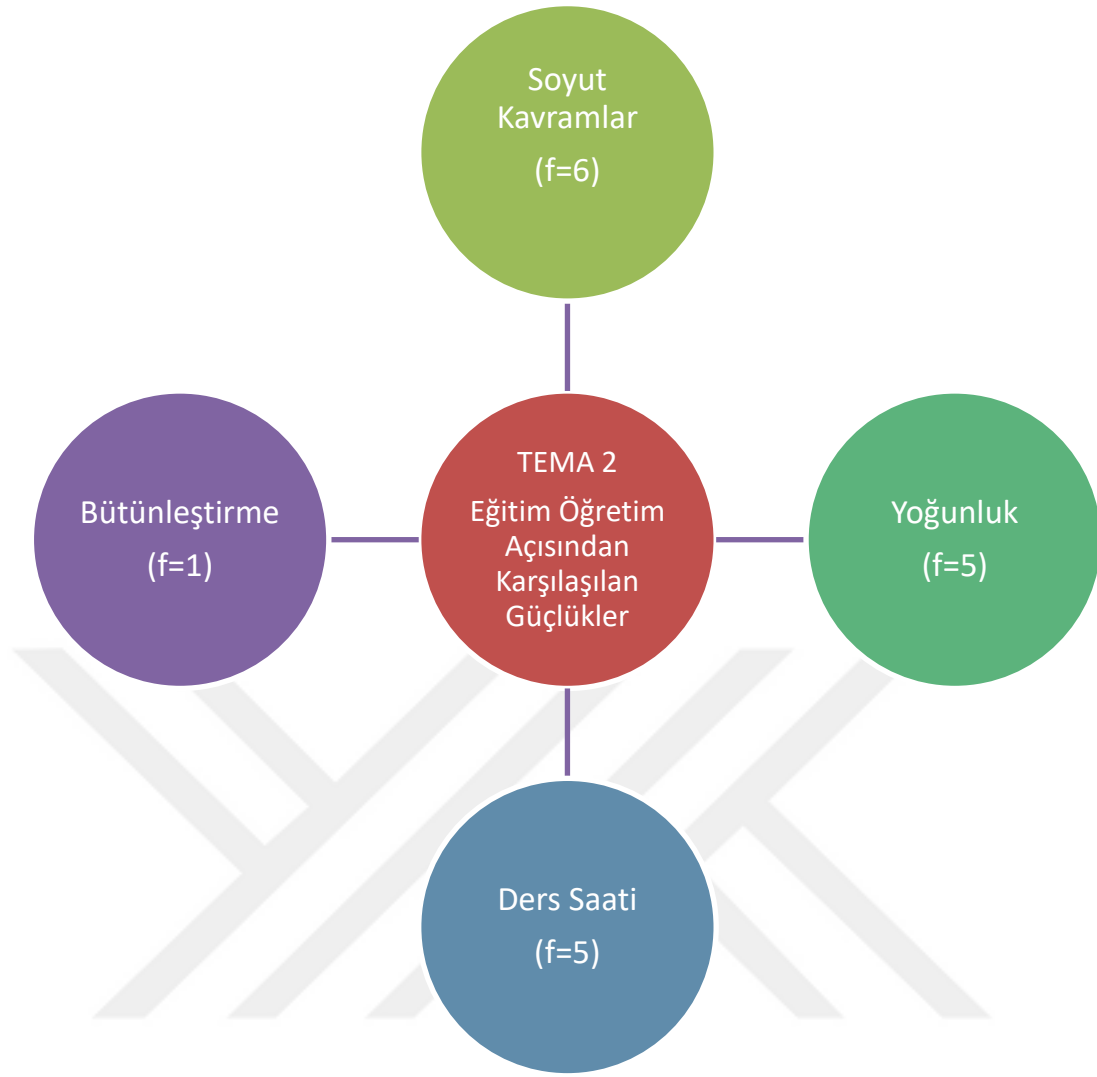 Soyut
Kavramlar
(f=6)
Bütünleştirme
(f=1)
TEMA 2
Eğitim Öğretim
Açısından
Karşılaşılan
Güçlükler
Yoğunluk
(f=5)
Ders Saati
(f=5)